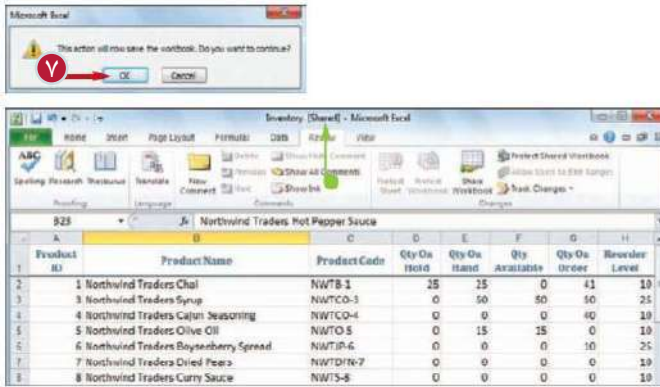 Microsoft Excel
This action will now save the workbook. Do you want to continue?
٧
OK Cancel
Inventory [Shared] - Microsoft Excel
File Home Insert Page Layout Formulas Data Review View
ABC
Spelling Research Thesaurus Translate New Comment Delete Previous Next Show/Hide Comment Show All Comments Show Ink Protect Sheet Protect Workbook Share Workbook Protect Shared Workbook Allow Users to Edit Ranges Track Changes
Proofing Language Comments Changes
B23 fx Northwind Traders Hot Pepper Sauce
A B C D E F G H
1 Product ID Product Name Product Code Qty On Hold Qty On Hand Qty Available Qty On Order Reorder Level
2 1 Northwind Traders Chai NWTB-1 25 25 0 41 10
3 3 Northwind Traders Syrup NWTCO-3 0 50 50 50 25
4 4 Northwind Traders Cajun Seasoning NWTCO-4 0 0 0 40 10
5 5 Northwind Traders Olive Oil NWTO-5 0 15 15 0 10
6 6 Northwind Traders Boysenberry Spread NWTJP-6 0 0 0 10 25
7 7 Northwind Traders Dried Pears NWTDFN-7 0 0 0 0 10
8 8 Northwind Traders Curry Sauce NWTS-8 0 0 0 0 10